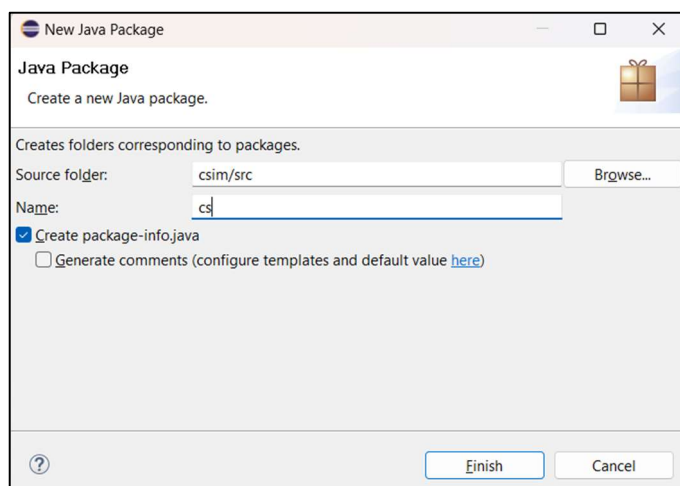 New Java Package
Java Package
Create a new Java package.
Creates folders corresponding to packages.
Source folder: csim/src Browse...
Name: cs
Create package-info.java
Generate comments (configure templates and default value here)
? Finish Cancel